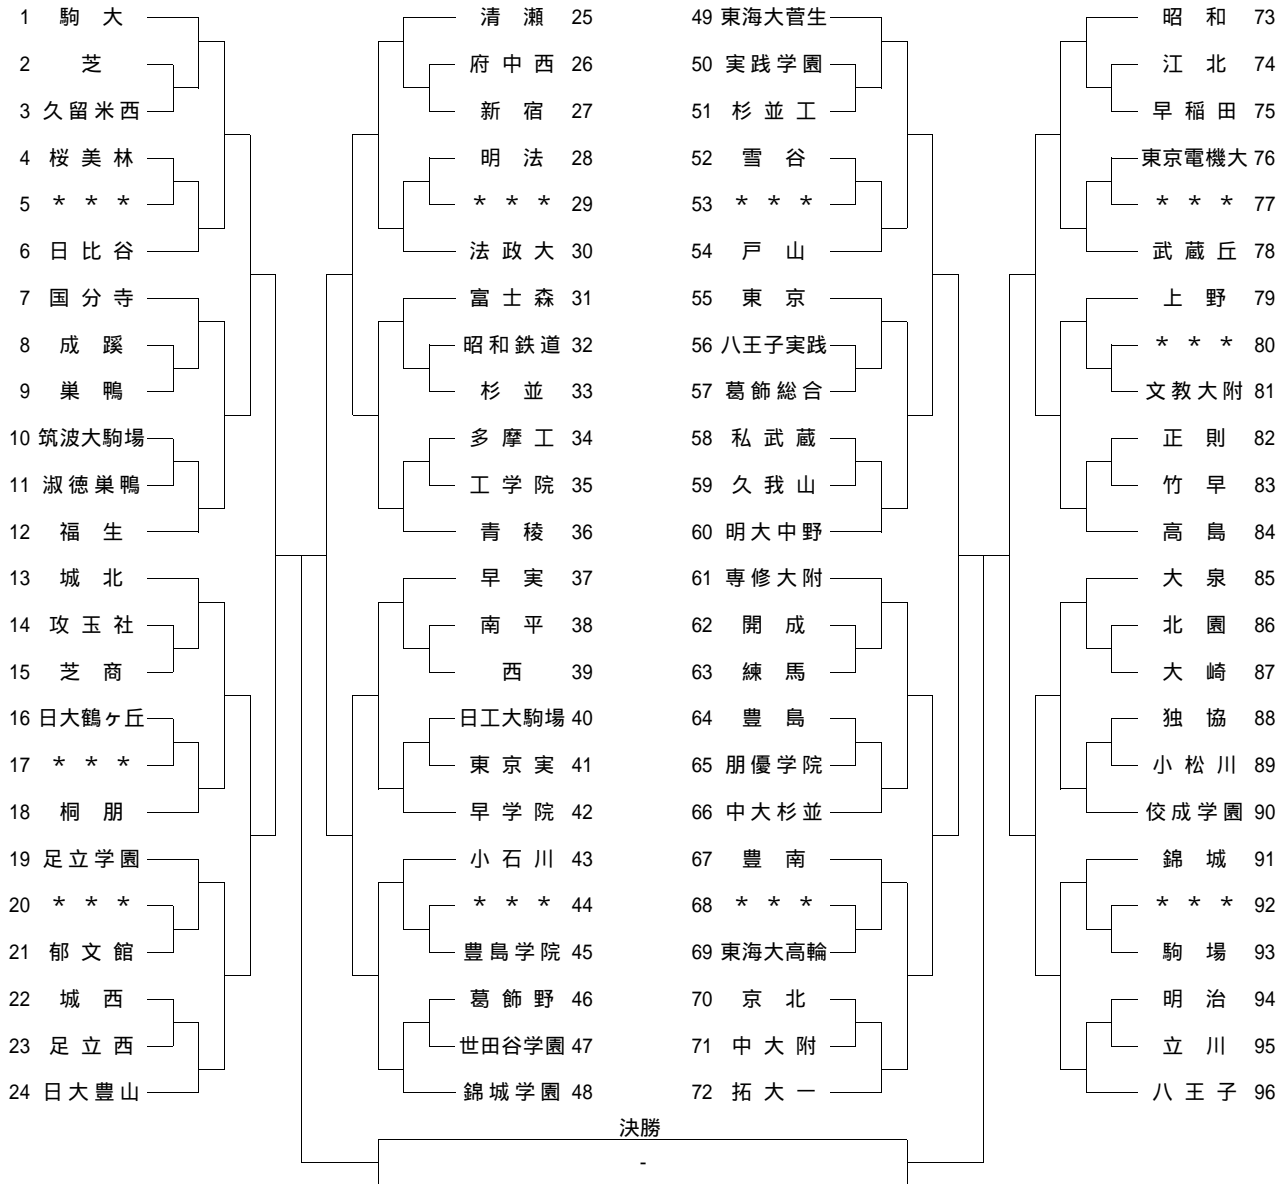 1 駒大
2 芝
3 久留米西
4 桜美林
5 ＊＊＊
6 日比谷
7 国分寺
8 成蹊
9 巣鴨
10 筑波大駒場
11 淑徳巣鴨
12 福生
13 城北
14 攻玉社
15 芝商
16 日大鶴ヶ丘
17 ＊＊＊
18 桐朋
19 足立学園
20 ＊＊＊
21 郁文館
22 城西
23 足立西
24 日大豊山
清瀬 25
府中西 26
新宿 27
明法 28
＊＊＊ 29
法政大 30
富士森 31
昭和鉄道 32
杉並 33
多摩工 34
工学院 35
青稜 36
早実 37
南平 38
西 39
日工大駒場 40
東京実 41
早学院 42
小石川 43
＊＊＊ 44
豊島学院 45
葛飾野 46
世田谷学園 47
錦城学園 48
49 東海大菅生
50 実践学園
51 杉並工
52 雪谷
53 ＊＊＊
54 戸山
55 東京
56 八王子実践
57 葛飾総合
58 私武蔵
59 久我山
60 明大中野
61 専修大附
62 開成
63 練馬
64 豊島
65 朋優学院
66 中大杉並
67 豊南
68 ＊＊＊
69 東海大高輪
70 京北
71 中大附
72 拓大一
昭和 73
江北 74
早稲田 75
東京電機大 76
＊＊＊ 77
武蔵丘 78
上野 79
＊＊＊ 80
文教大附 81
正則 82
竹早 83
高島 84
大泉 85
北園 86
大崎 87
独協 88
小松川 89
佼成学園 90
錦城 91
＊＊＊ 92
駒場 93
明治 94
立川 95
八王子 96
決勝
-